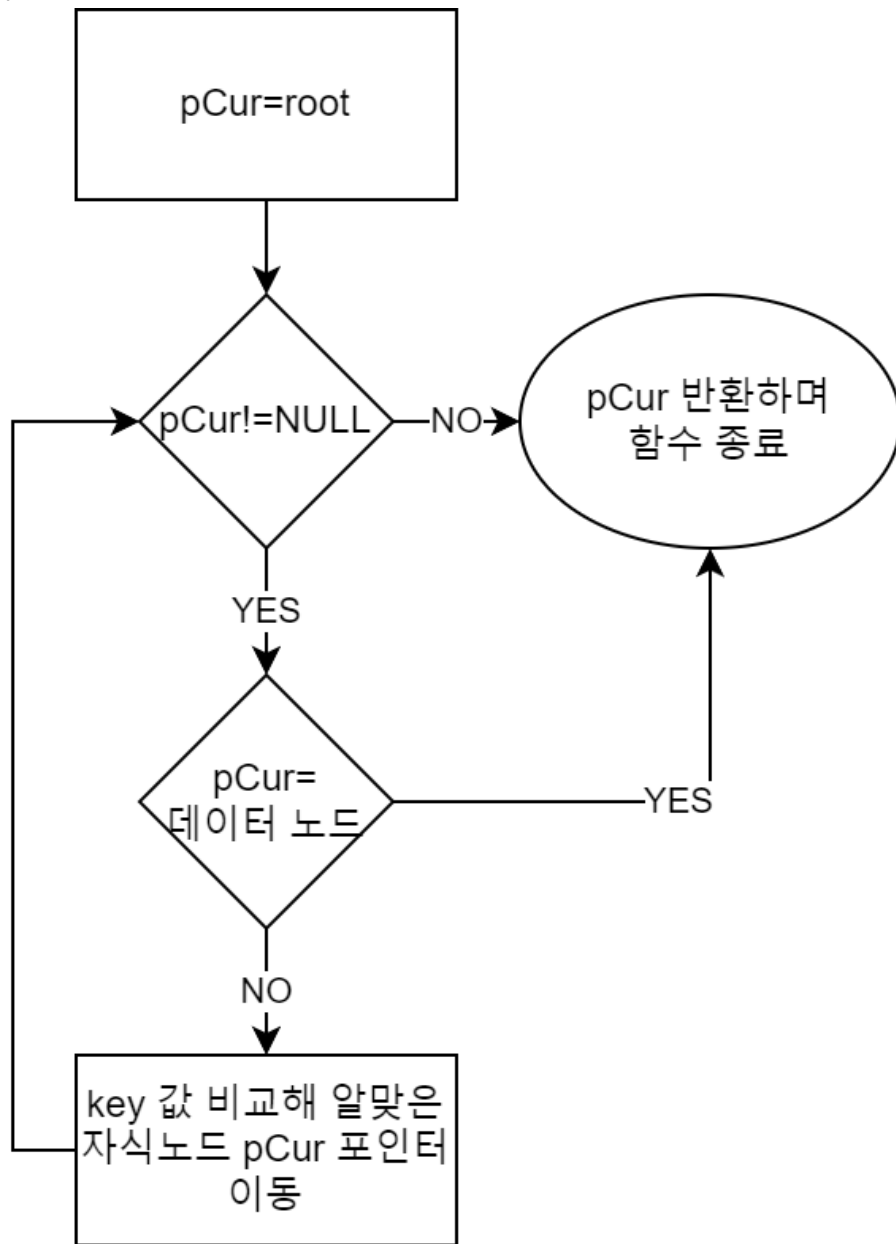 pCur=root
pCur!=NULL
NO
pCur 반환하며
함수 종료
YES
pCur=
데이터 노드
YES
NO
key 값 비교해 알맞은
자식노드 pCur 포인터
이동